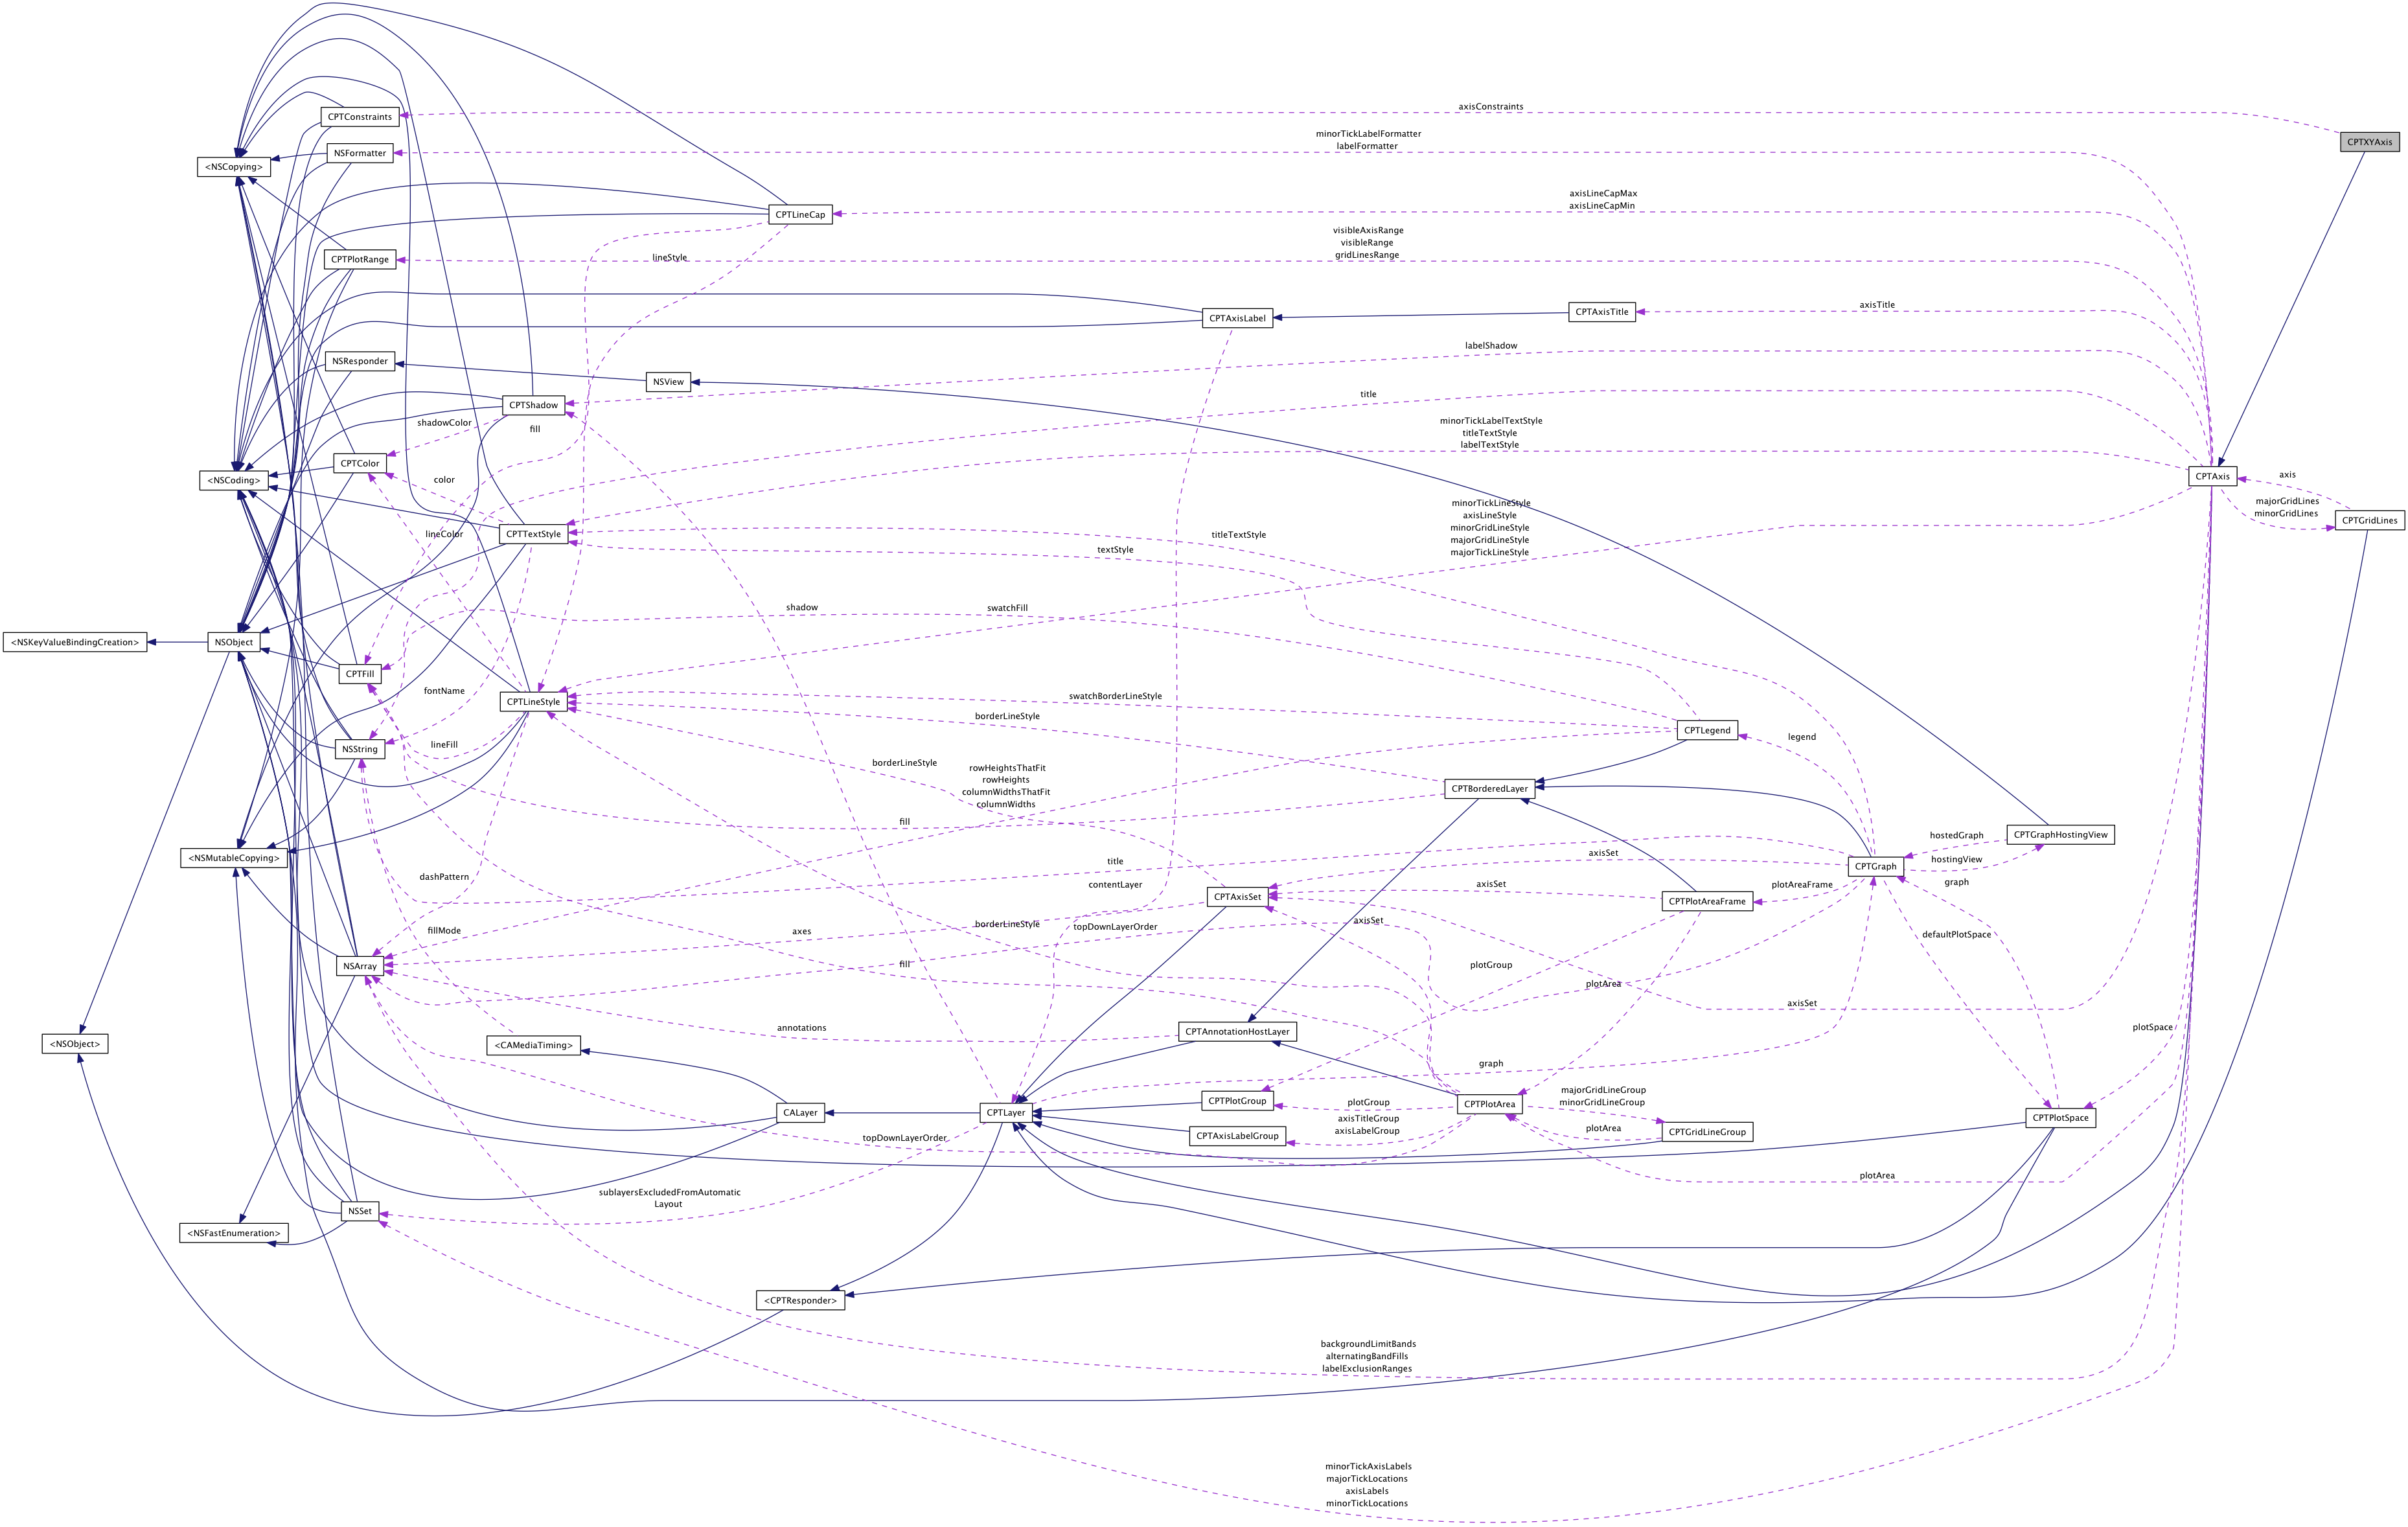 axisConstraints
CPTConstraints
minorTickLabelFormatter
labelFormatter
CPTXYAxis
NSFormatter
<NSCopying>
axisLineCapMax
axisLineCapMin
CPTLineCap
visibleAxisRange
visibleRange
gridLinesRange
lineStyle
CPTPlotRange
axisTitle
CPTAxisTitle
CPTAxisLabel
labelShadow
NSResponder
NSView
title
CPTShadow
shadowColor
fill
minorTickLabelTextStyle
titleTextStyle
labelTextStyle
CPTColor
CPTAxis
axis
<NSCoding>
color
majorGridLines
minorGridLines
CPTGridLines
minorTickLineStyle
axisLineStyle
minorGridLineStyle
majorGridLineStyle
majorTickLineStyle
CPTTextStyle
lineColor
titleTextStyle
textStyle
shadow
swatchFill
<NSKeyValueBindingCreation>
NSObject
CPTFill
fontName
CPTLineStyle
swatchBorderLineStyle
borderLineStyle
CPTLegend
legend
NSString
lineFill
borderLineStyle
rowHeightsThatFit
rowHeights
columnWidthsThatFit
columnWidths
CPTBorderedLayer
fill
hostedGraph
CPTGraphHostingView
<NSMutableCopying>
title
axisSet
CPTGraph
hostingView
dashPattern
contentLayer
axisSet
plotAreaFrame
graph
CPTAxisSet
CPTPlotAreaFrame
fillMode
axes
borderLineStyle
topDownLayerOrder
axisSet
defaultPlotSpace
NSArray
fill
plotGroup
plotArea
axisSet
annotations
CPTAnnotationHostLayer
plotSpace
<NSObject>
<CAMediaTiming>
graph
majorGridLineGroup
minorGridLineGroup
CALayer
CPTLayer
CPTPlotGroup
plotGroup
CPTPlotArea
CPTPlotSpace
axisTitleGroup
axisLabelGroup
plotArea
CPTGridLineGroup
CPTAxisLabelGroup
topDownLayerOrder
plotArea
sublayersExcludedFromAutomatic
Layout
NSSet
<NSFastEnumeration>
<CPTResponder>
backgroundLimitBands
alternatingBandFills
labelExclusionRanges
minorTickAxisLabels
majorTickLocations
axisLabels
minorTickLocations